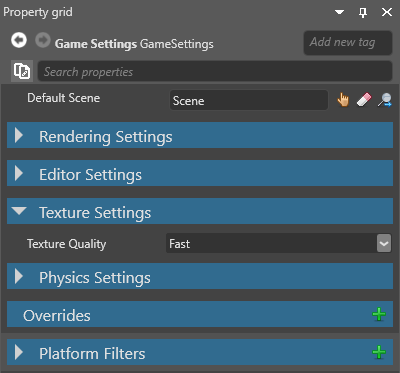 Property grid
Game Settings GameSettings
Add new tag
Search properties
Default Scene
Scene
Rendering Settings
Editor Settings
Texture Settings
Texture Quality
Fast
Physics Settings
Overrides
Platform Filters